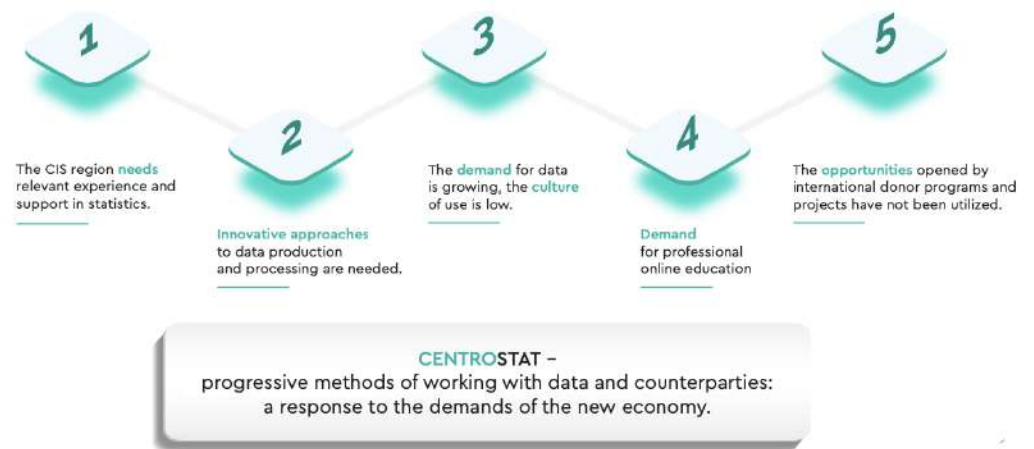 1
The CIS region needs
relevant experience and
support in statistics.
2
Innovative approaches
to data production
and processing are needed.
3
The demand for data
is growing, the culture
of use is low.
4
Demand
for professional
online education
5
The opportunities opened by
international donor programs and
projects have not been utilized.
CENTROSTAT –
progressive methods of working with data and counterparties:
a response to the demands of the new economy.